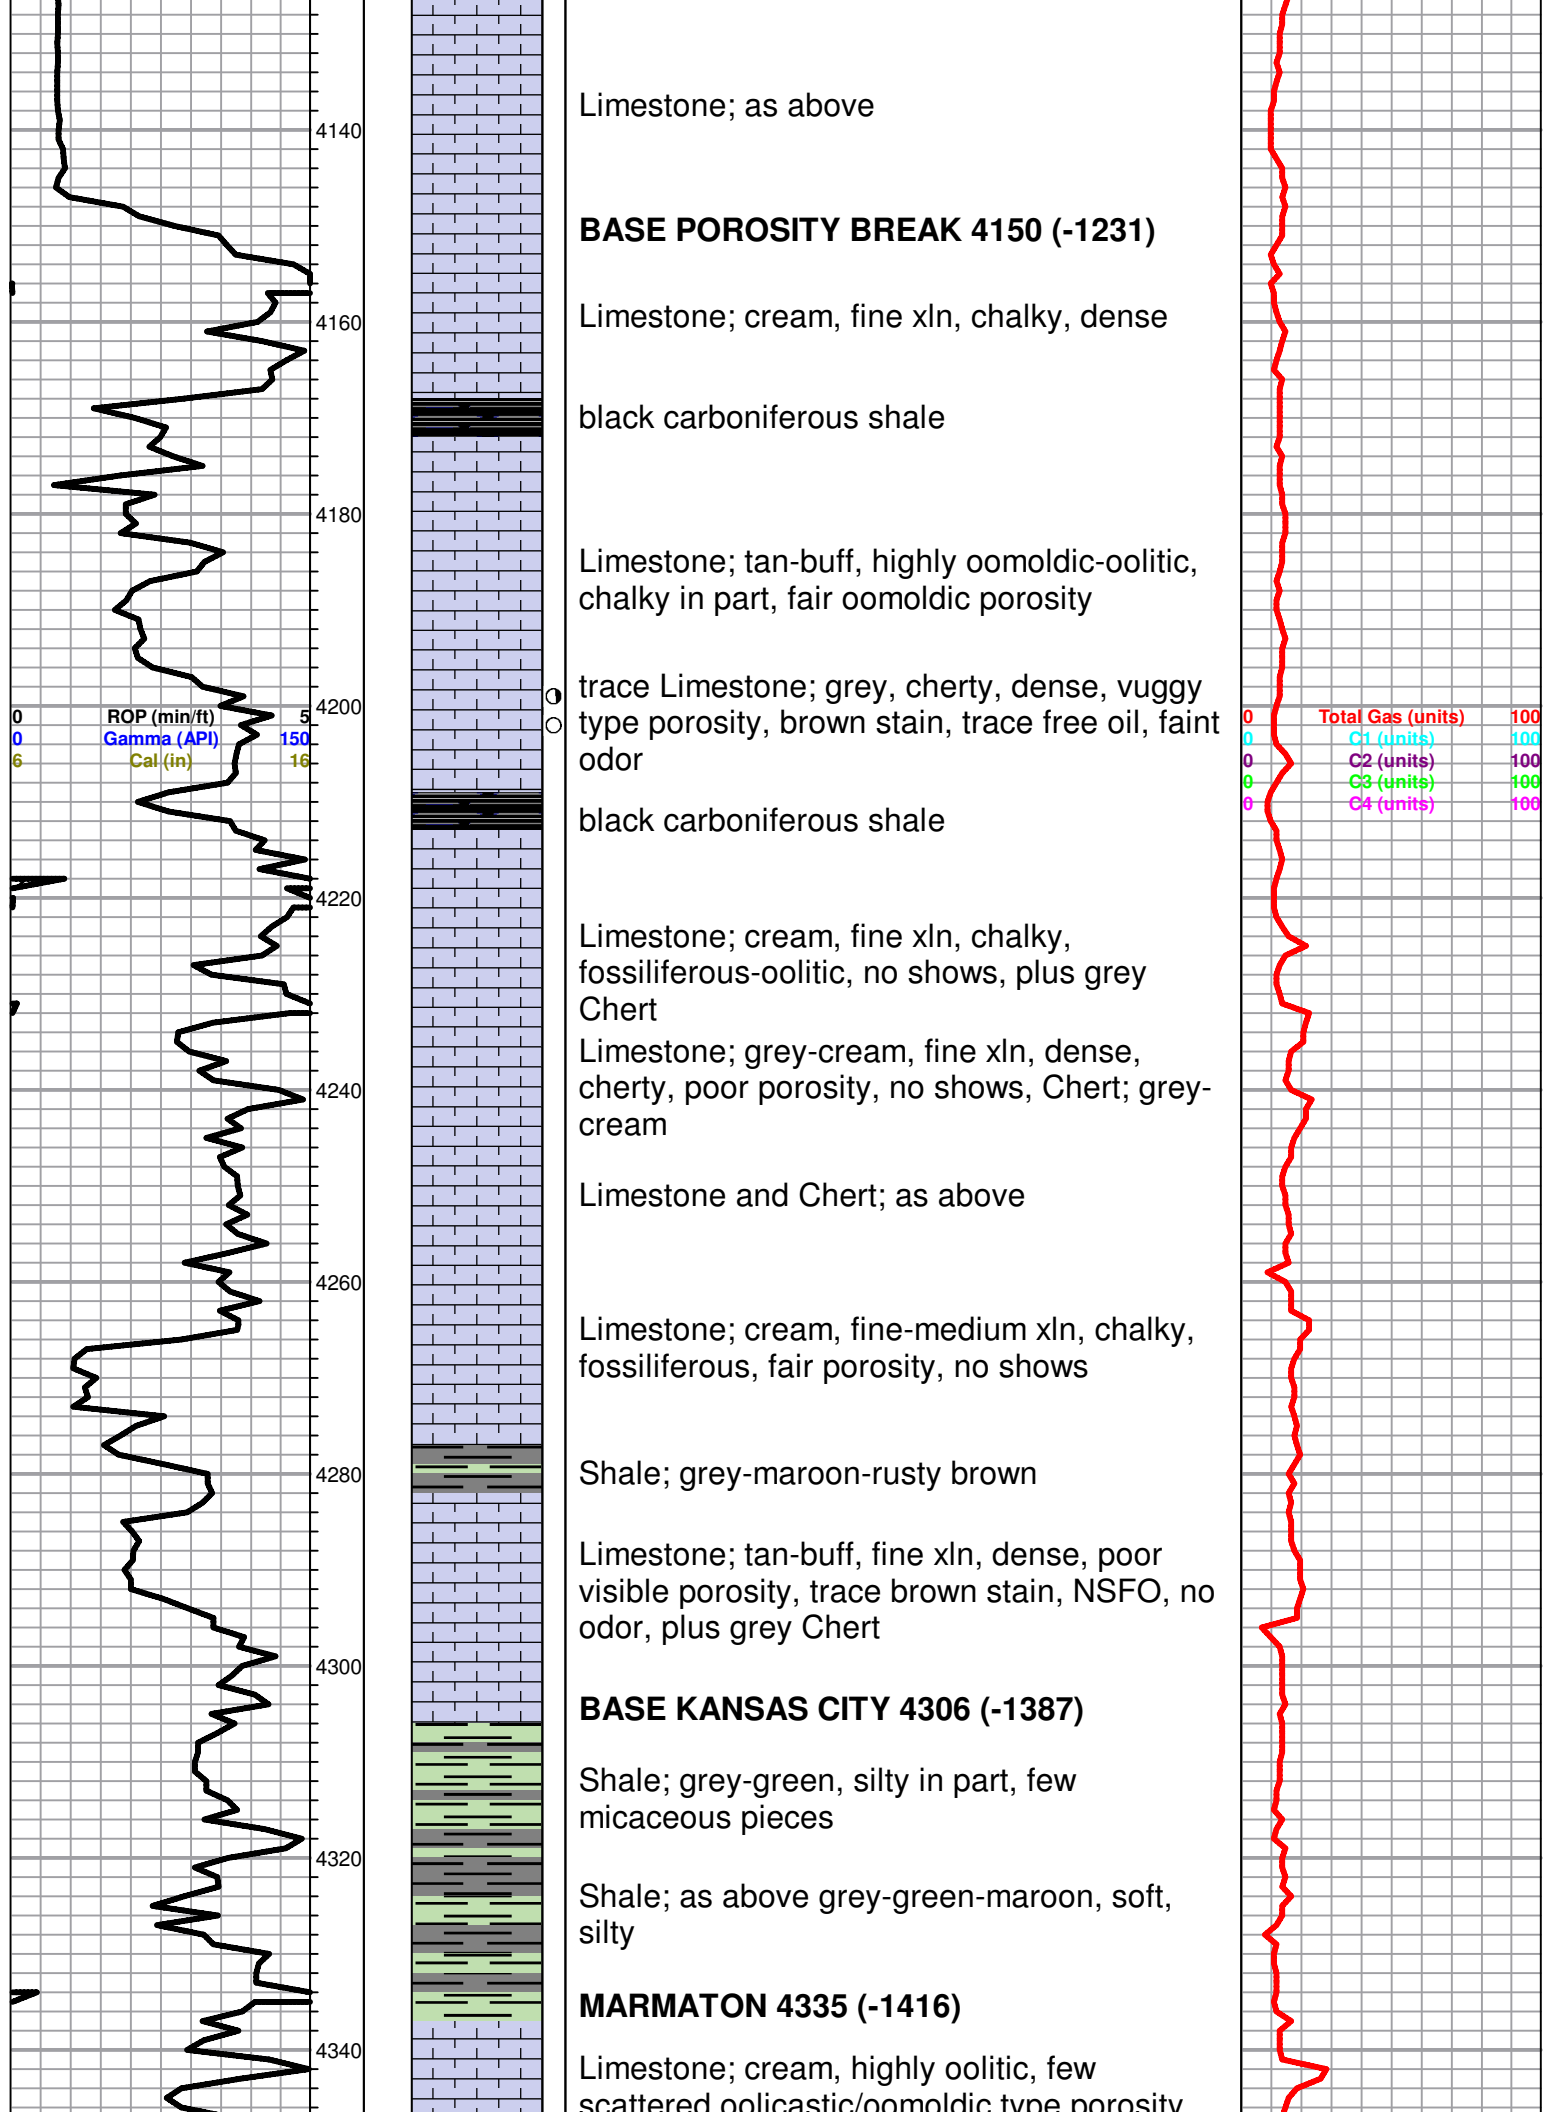 Limestone; as above
4140
BASE POROSITY BREAK 4150 (-1231)
Limestone; cream, fine xln, chalky, dense
4160
black carboniferous shale
4180
Limestone; tan-buff, highly oomoldic-oolitic,
chalky in part, fair oomoldic porosity
trace Limestone; grey, cherty, dense, vuggy
type porosity, brown stain, trace free oil, faint
odor
4200
0 ROP (min/ft) 5
0 Gamma (API) 150
6 Cal (in) 16
0 Total Gas (units) 100
0 C1 (units) 100
0 C2 (units) 100
0 C3 (units) 100
0 C4 (units) 100
black carboniferous shale
4220
Limestone; cream, fine xln, chalky,
fossiliferous-oolitic, no shows, plus grey
Chert
Limestone; grey-cream, fine xln, dense,
cherty, poor porosity, no shows, Chert; grey-
cream
4240
Limestone and Chert; as above
4260
Limestone; cream, fine-medium xln, chalky,
fossiliferous, fair porosity, no shows
4280
Shale; grey-maroon-rusty brown
Limestone; tan-buff, fine xln, dense, poor
visible porosity, trace brown stain, NSFO, no
odor, plus grey Chert
4300
BASE KANSAS CITY 4306 (-1387)
Shale; grey-green, silty in part, few
micaceous pieces
4320
Shale; as above grey-green-maroon, soft,
silty
MARMATON 4335 (-1416)
4340
Limestone; cream, highly oolitic, few
scattered oolicastic/oomoldic type porosity